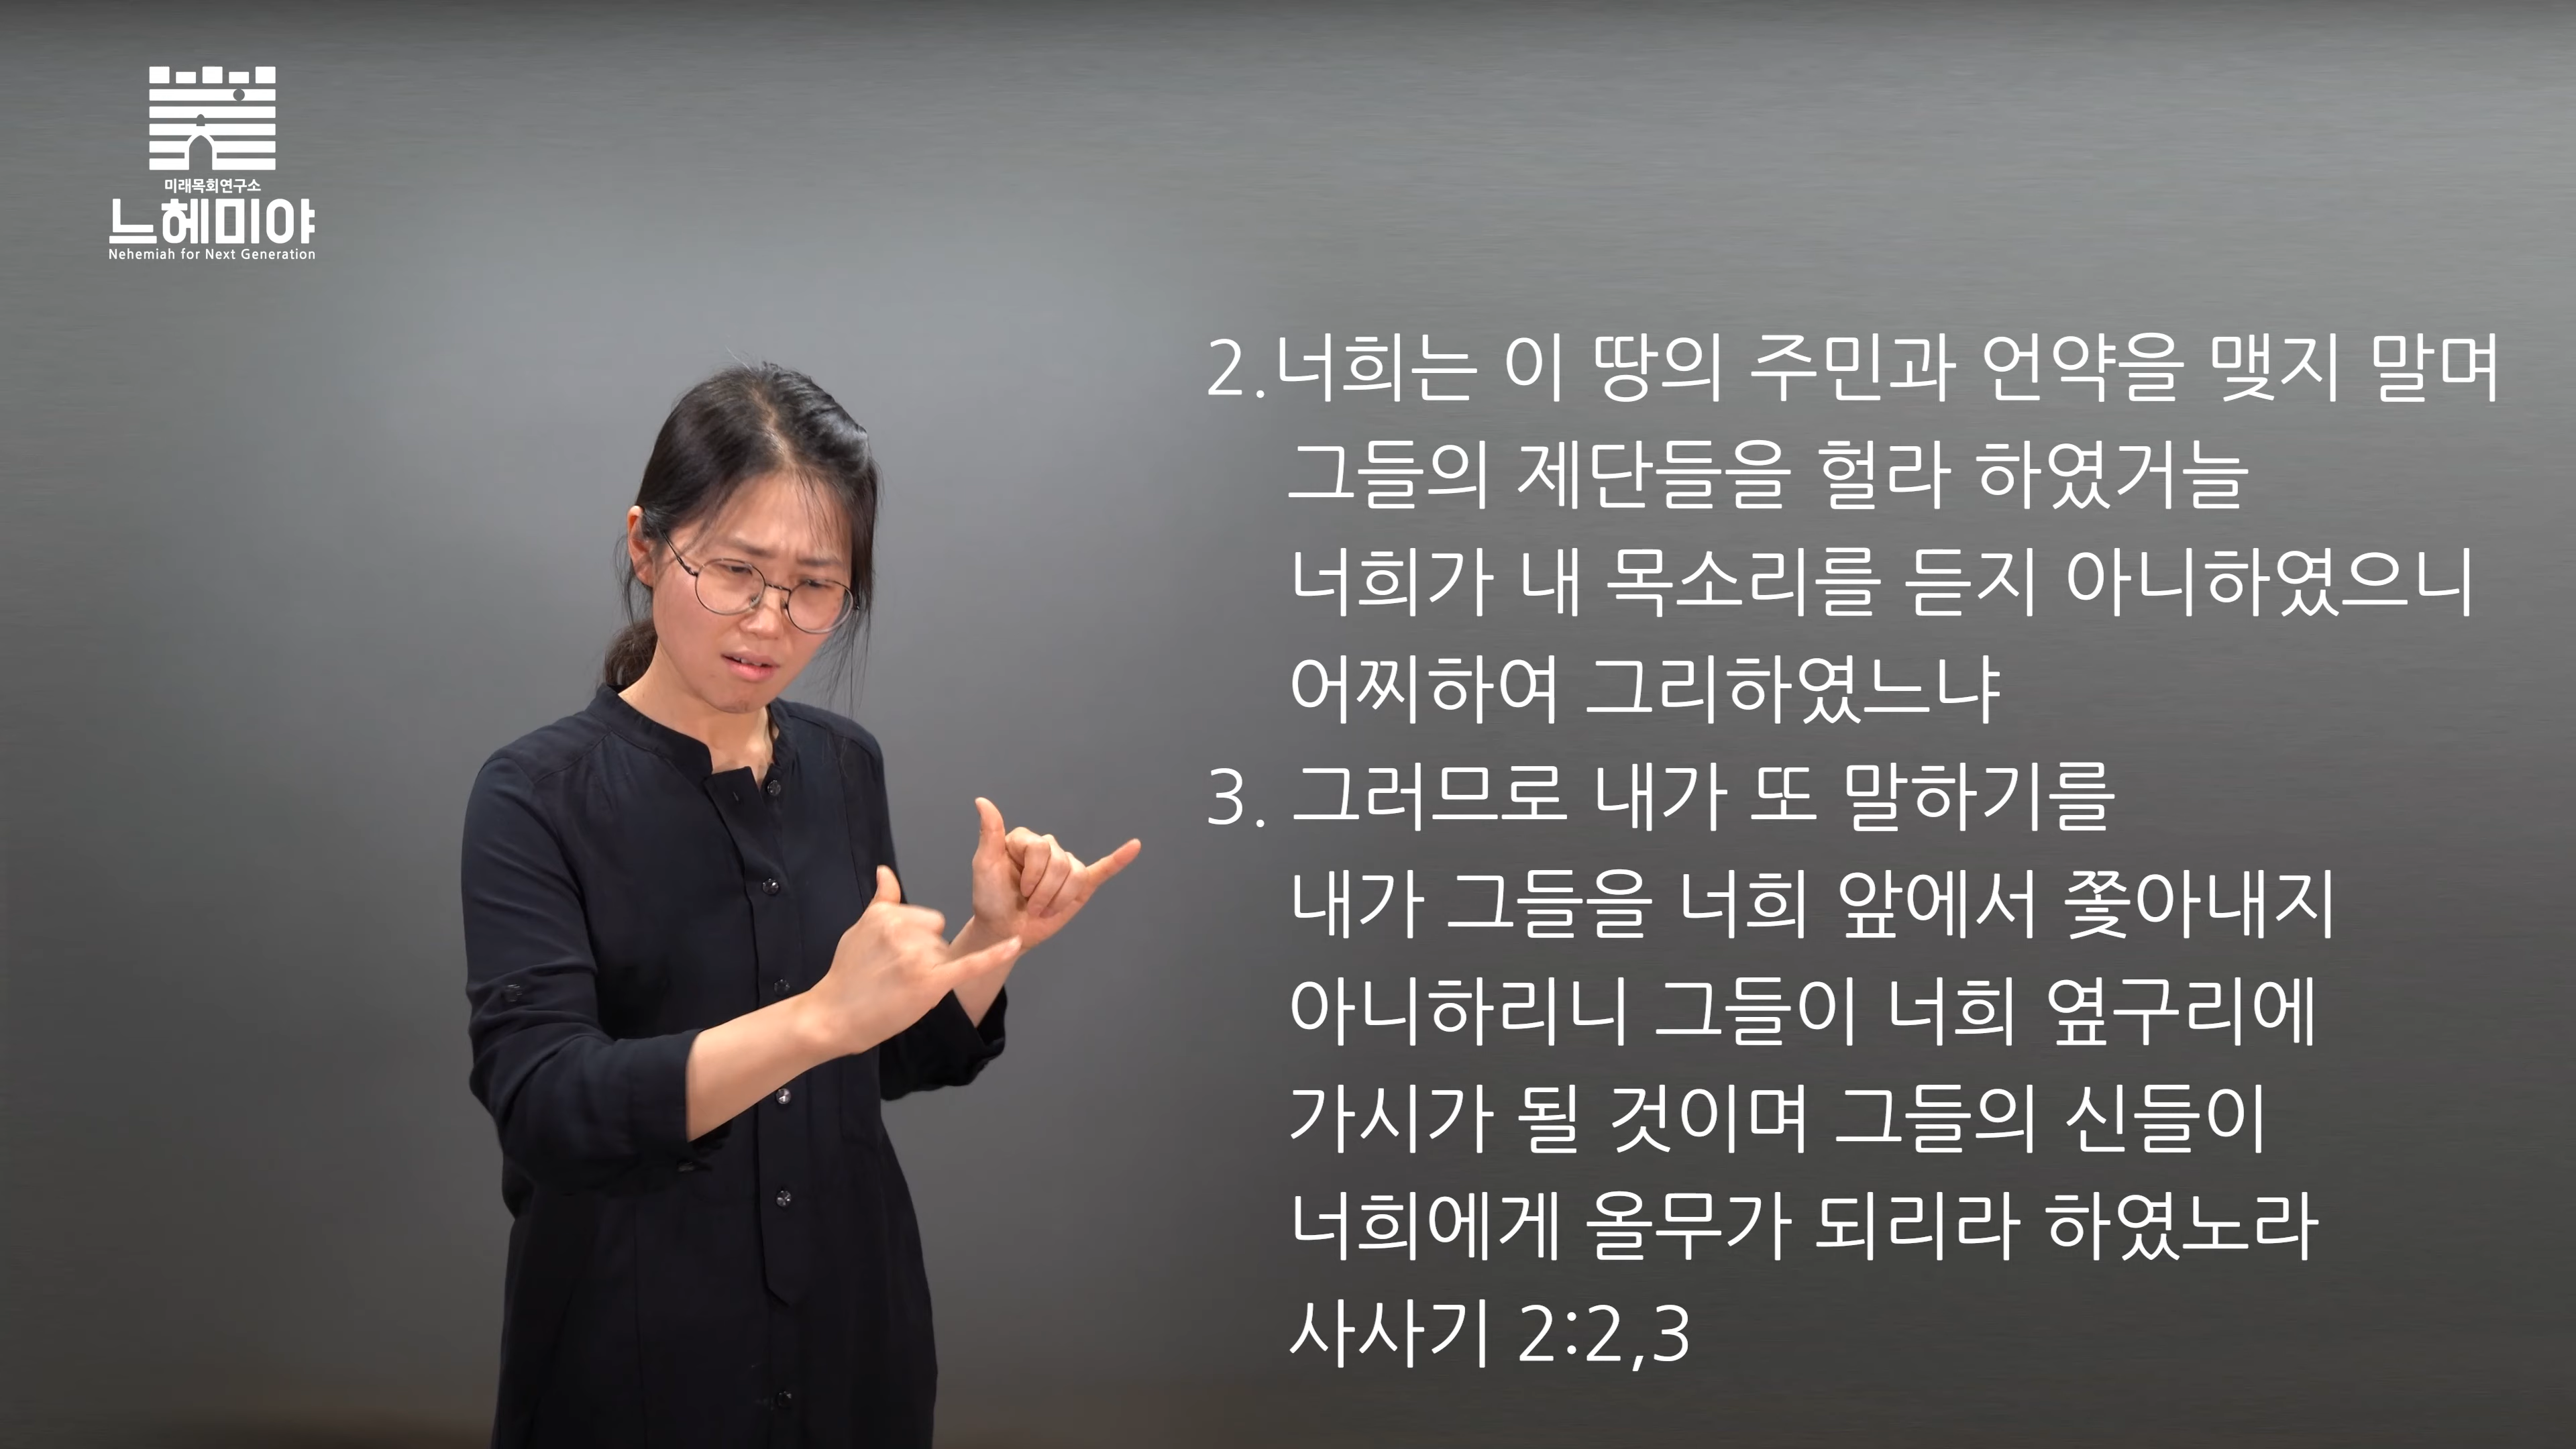 미래목회연구소
느헤미야
Nehemiah for Next Generation
2.너희는 이 땅의 주민과 언약을 맺지 말며
그들의 제단들을 헐라 하였거늘
너희가 내 목소리를 듣지 아니하였으니
어찌하여 그리하였느냐
3. 그러므로 내가 또 말하기를
내가 그들을 너희 앞에서 쫓아내지
아니하리니 그들이 너희 옆구리에
가시가 될 것이며 그들의 신들이
너희에게 올무가 되리라 하였노라
사사기 2:2,3